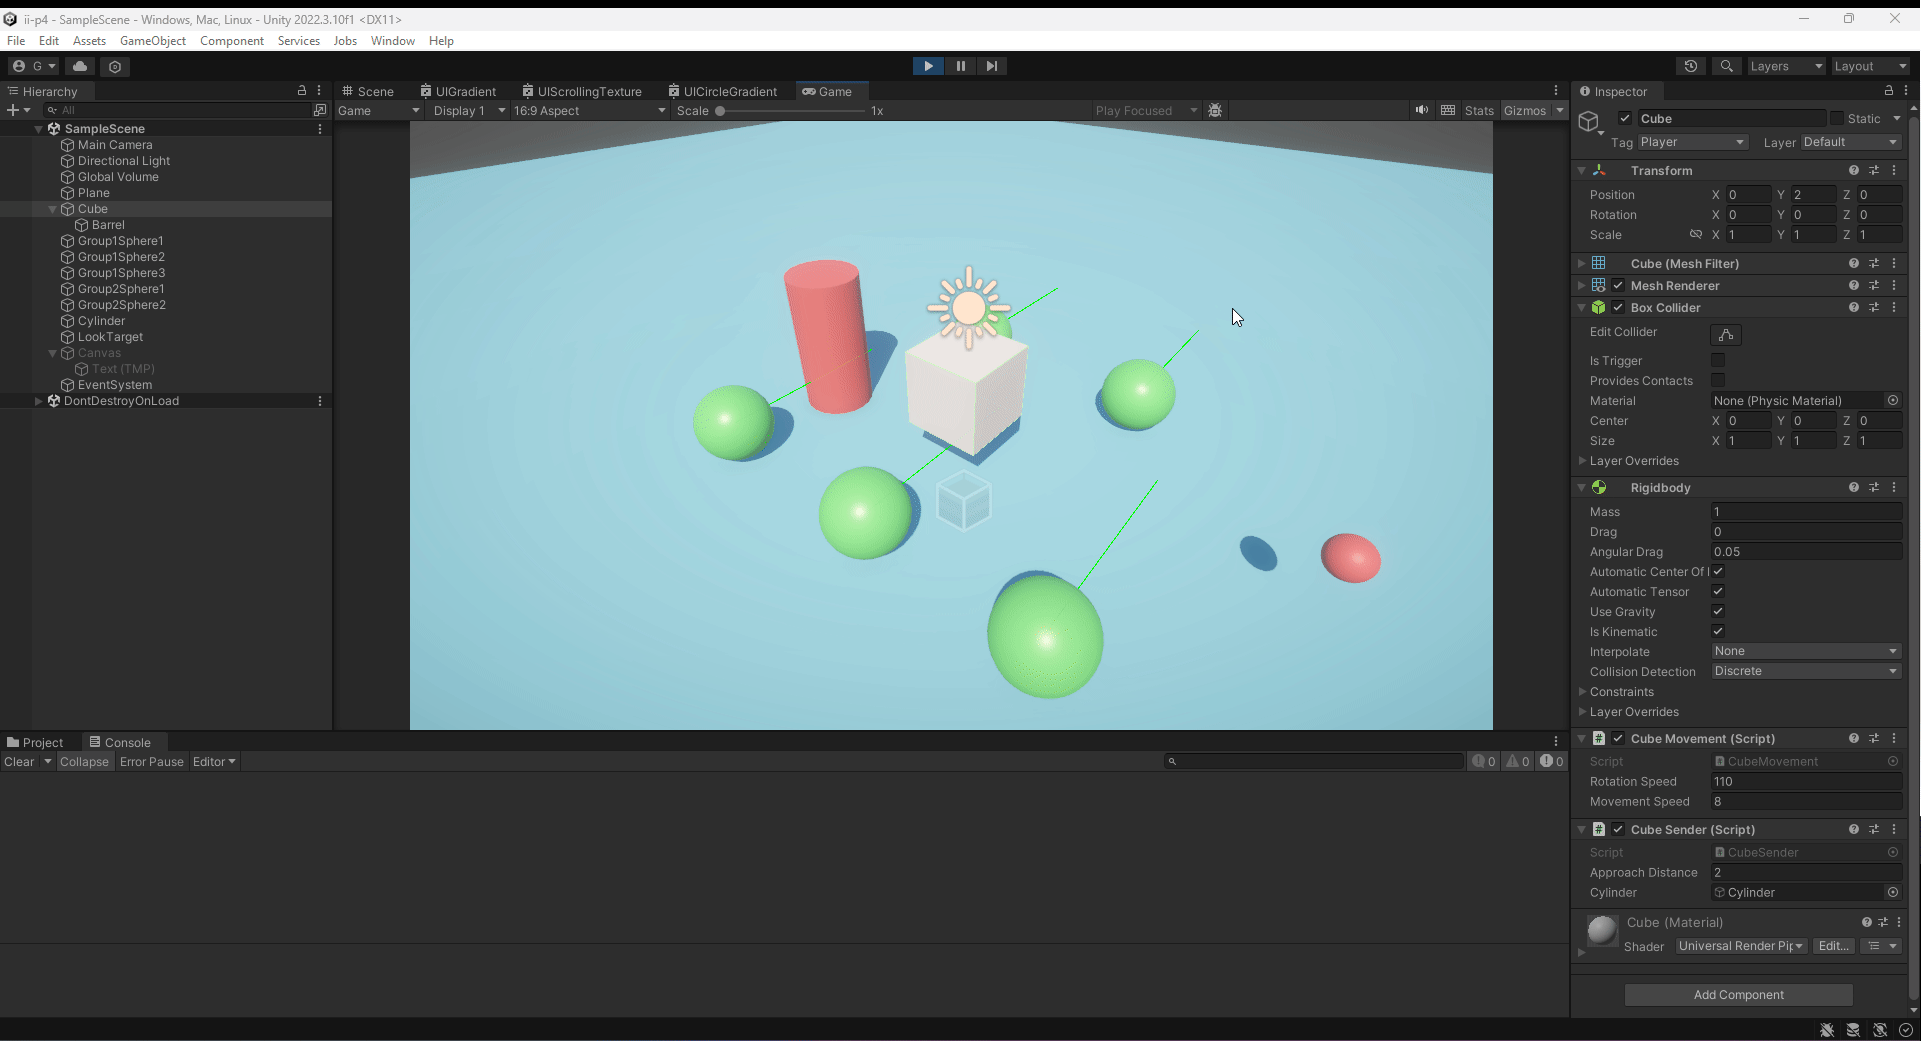 ii-p4 - SampleScene - Windows, Mac, Linux - Unity 2022.3.10f1 <DX11>
File Edit Assets GameObject Component Services Jobs Window Help
G Layers Layout
Hierarchy
All
SampleScene
Main Camera
Directional Light
Global Volume
Plane
Cube
Barrel
Group1Sphere1
Group1Sphere2
Group1Sphere3
Group2Sphere1
Group2Sphere2
Cylinder
LookTarget
Canvas
Text (TMP)
EventSystem
DontDestroyOnLoad
Scene UIGradient UIScrollingTexture UICircleGradient Game
Game Display 1 16:9 Aspect Scale 1x Play Focused Stats Gizmos
Project Console
Clear Collapse Error Pause Editor 0 0 0
Inspector
Cube Static
Tag Player Layer Default
Transform
Position X 0 Y 2 Z 0
Rotation X 0 Y 0 Z 0
Scale X 1 Y 1 Z 1
Cube (Mesh Filter)
Mesh Renderer
Box Collider
Edit Collider
Is Trigger
Provides Contacts
Material None (Physic Material)
Center X 0 Y 0 Z 0
Size X 1 Y 1 Z 1
Layer Overrides
Rigidbody
Mass 1
Drag 0
Angular Drag 0.05
Automatic Center Of
Automatic Tensor
Use Gravity
Is Kinematic
Interpolate None
Collision Detection Discrete
Constraints
Layer Overrides
# Cube Movement (Script)
Script CubeMovement
Rotation Speed 110
Movement Speed 8
# Cube Sender (Script)
Script CubeSender
Approach Distance 2
Cylinder Cylinder
Cube (Material)
Shader Universal Render Pip Edit...
Add Component